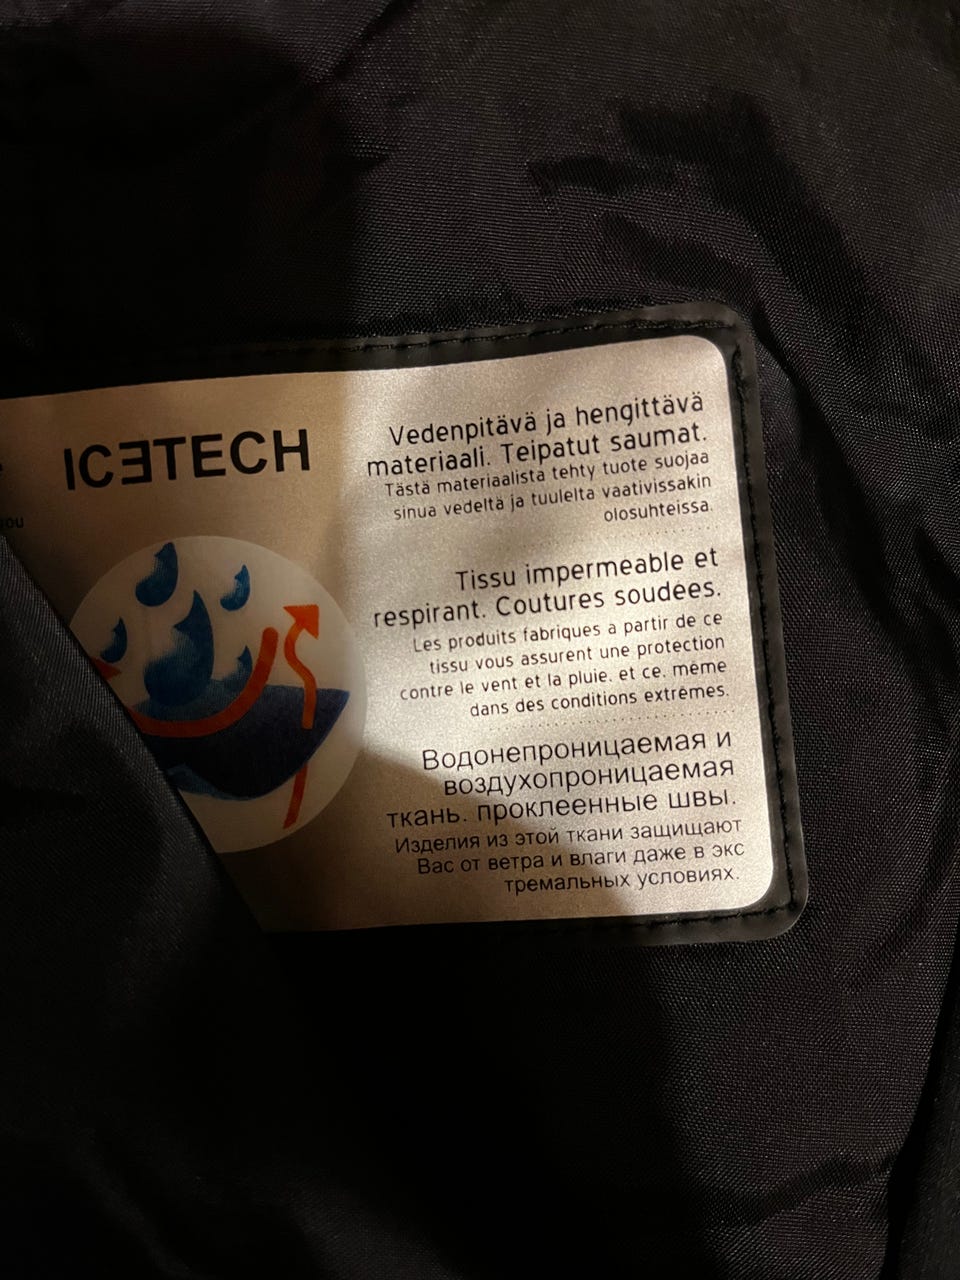 ICETECH
you
Vedenpitävä ja hengittävä
materiaali. Teipatut saumat.
Tästä materiaalista tehty tuote suojaa
sinua vedeltä ja tuulelta vaativissakin
olosuhteissa.
Tissu impermeable et
respirant. Coutures soudées.
Les produits fabriques a partir de ce
tissu vous assurent une protection
contre le vent et la pluie. et ce. même
dans des conditions extrêmes.
Водонепроницаемая и
воздухопроницаемая
ткань. проклеенные швы.
Изделия из этой ткани защищают
Вас от ветра и влаги даже в экс
тремальных условиях.